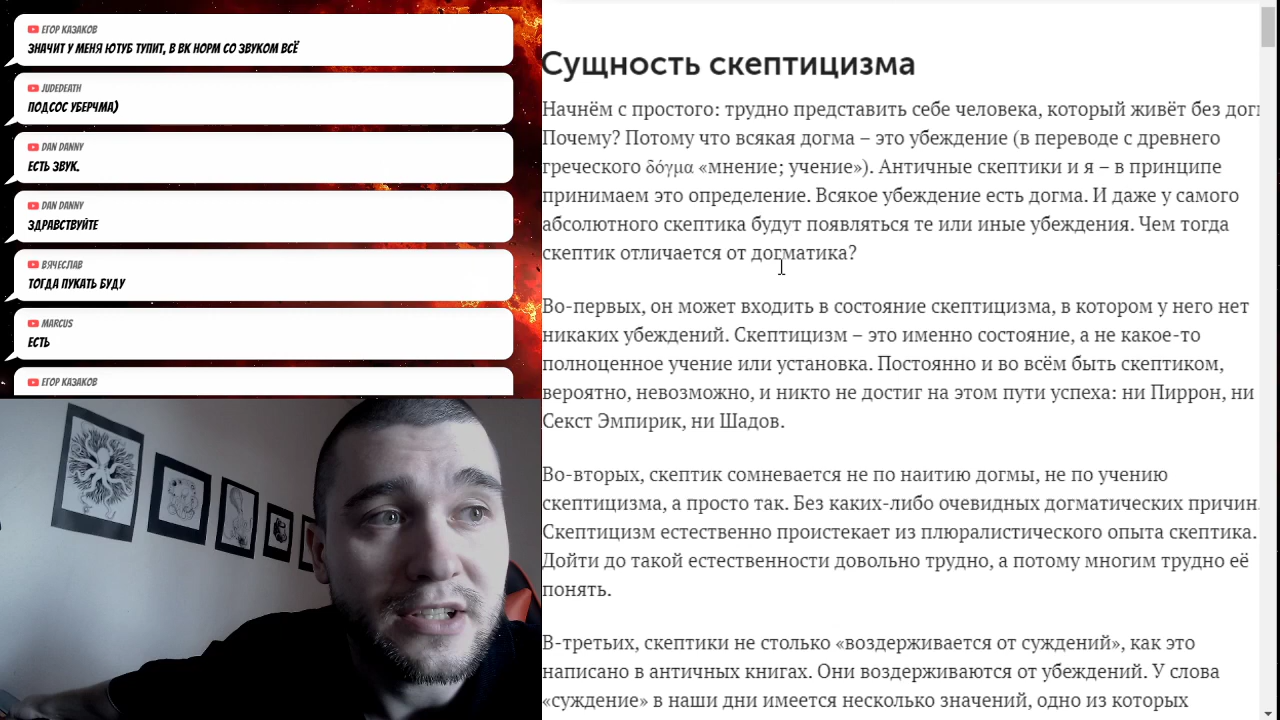 ЕГОР КАЗАКОВ
ЗНАЧИТ У МЕНЯ ЮТУБ ТУПИТ, В ВК НОРМ СО ЗВУКОМ ВСЁ
JUDEDEATH
ПОДСОС УБЕРЧМА)
DAN DANNY
ЕСТЬ ЗВУК.
DAN DANNY
ЗДРАВСТВУЙТЕ
ВЯЧЕСЛАВ
ТОГДА ПУКАТЬ БУДУ
MARCUS
ЕСТЬ
ЕГОР КАЗАКОВ
Сущность скептицизма
Начнём с простого: трудно представить себе человека, который живёт без дог
Почему? Потому что всякая догма – это убеждение (в переводе с древнего
греческого δόγμα «мнение; учение»). Античные скептики и я – в принципе
принимаем это определение. Всякое убеждение есть догма. И даже у самого
абсолютного скептика будут появляться те или иные убеждения. Чем тогда
скептик отличается от догматика?
Во-первых, он может входить в состояние скептицизма, в котором у него нет
никаких убеждений. Скептицизм – это именно состояние, а не какое-то
полноценное учение или установка. Постоянно и во всём быть скептиком,
вероятно, невозможно, и никто не достиг на этом пути успеха: ни Пиррон, ни
Секст Эмпирик, ни Шадов.
Во-вторых, скептик сомневается не по наитию догмы, не по учению
скептицизма, а просто так. Без каких-либо очевидных догматических причин.
Скептицизм естественно проистекает из плюралистического опыта скептика.
Дойти до такой естественности довольно трудно, а потому многим трудно её
понять.
В-третьих, скептики не столько «воздерживается от суждений», как это
написано в античных книгах. Они воздерживаются от убеждений. У слова
«суждение» в наши дни имеется несколько значений, одно из которых